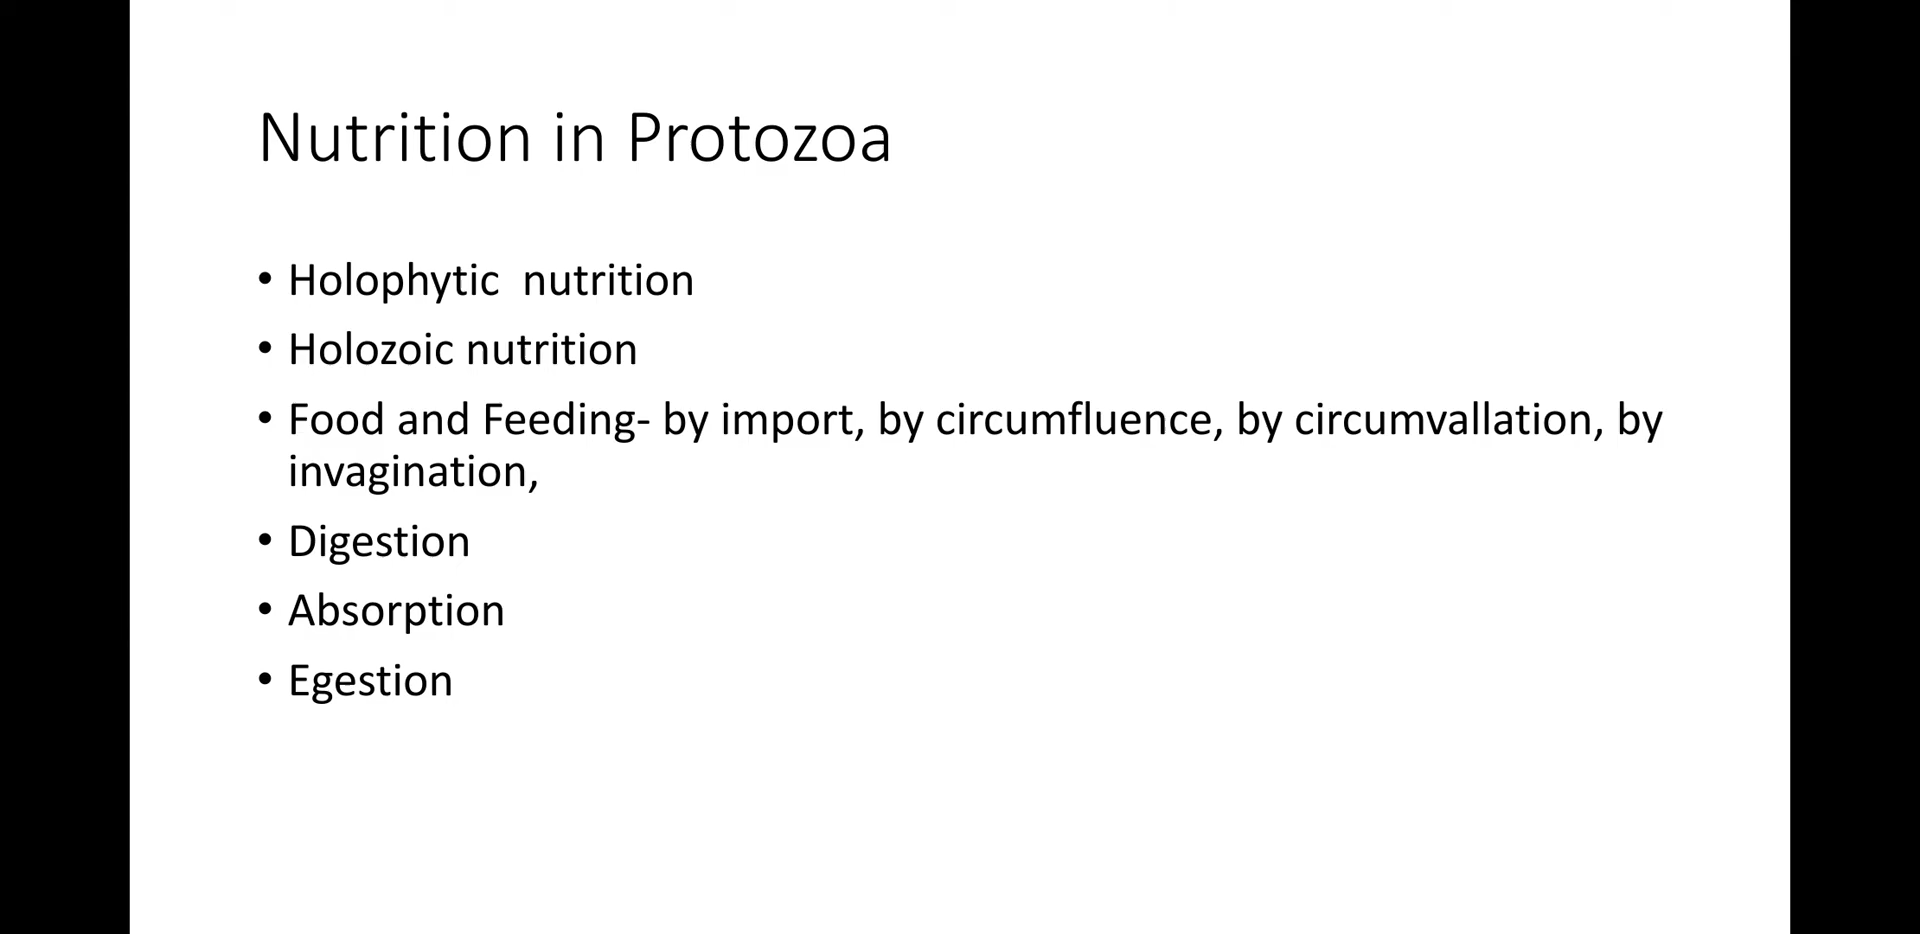 Nutrition in Protozoa
• Holophytic  nutrition
• Holozoic nutrition
• Food and Feeding- by import, by circumfluence, by circumvallation, by
invagination,
• Digestion
• Absorption
• Egestion